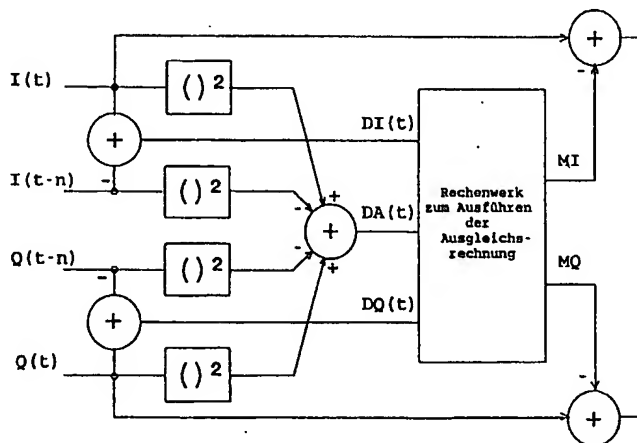 I(t)
( )²
+
-
DI(t)
+
-
MI
I(t-n)
-
( )²
-
+
+
DA(t)
Rechenwerk
zum Ausführen
der
Ausgleichs-
rechnung
Q(t-n)
-
( )²
-
+
MQ
+
DQ(t)
Q(t)
( )²
-
+